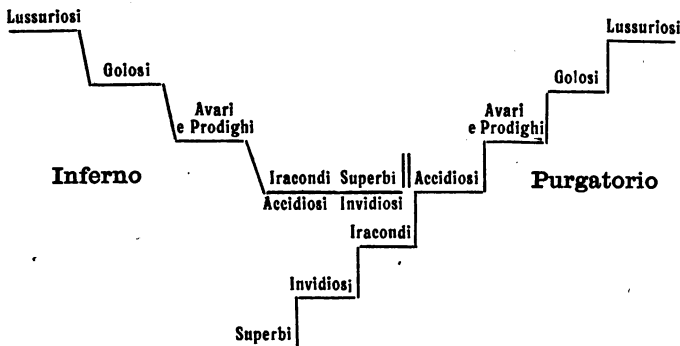 Lussuriosi
Lussuriosi
Golosi
Golosi
Avari
e Prodighi
Avari
e Prodighi
Inferno
Iracondi Superbi
Accidiosi Invidiosi
Accidiosi
Purgatorio
Iracondi
Invidiosi
Superbi